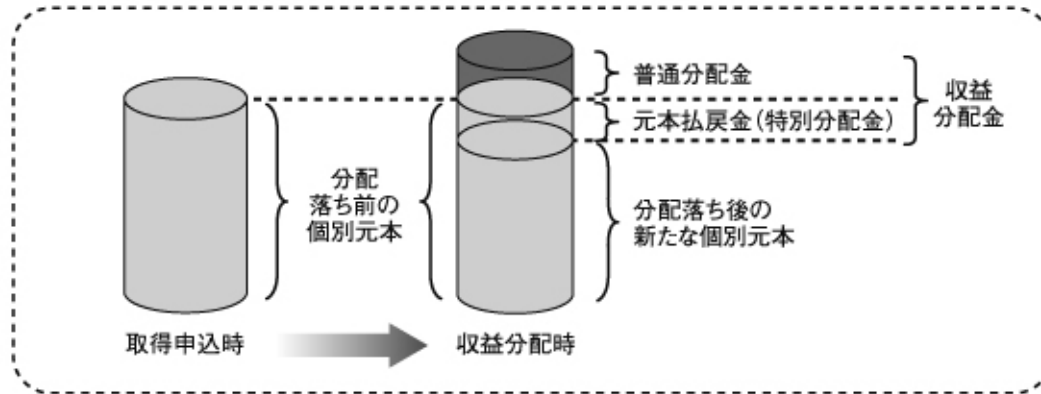 普通分配金
元本払戻金(特別分配金)
収益
分配金
分配
落ち前の
個別元本
分配落ち後の
新たな個別元本
取得申込時
収益分配時